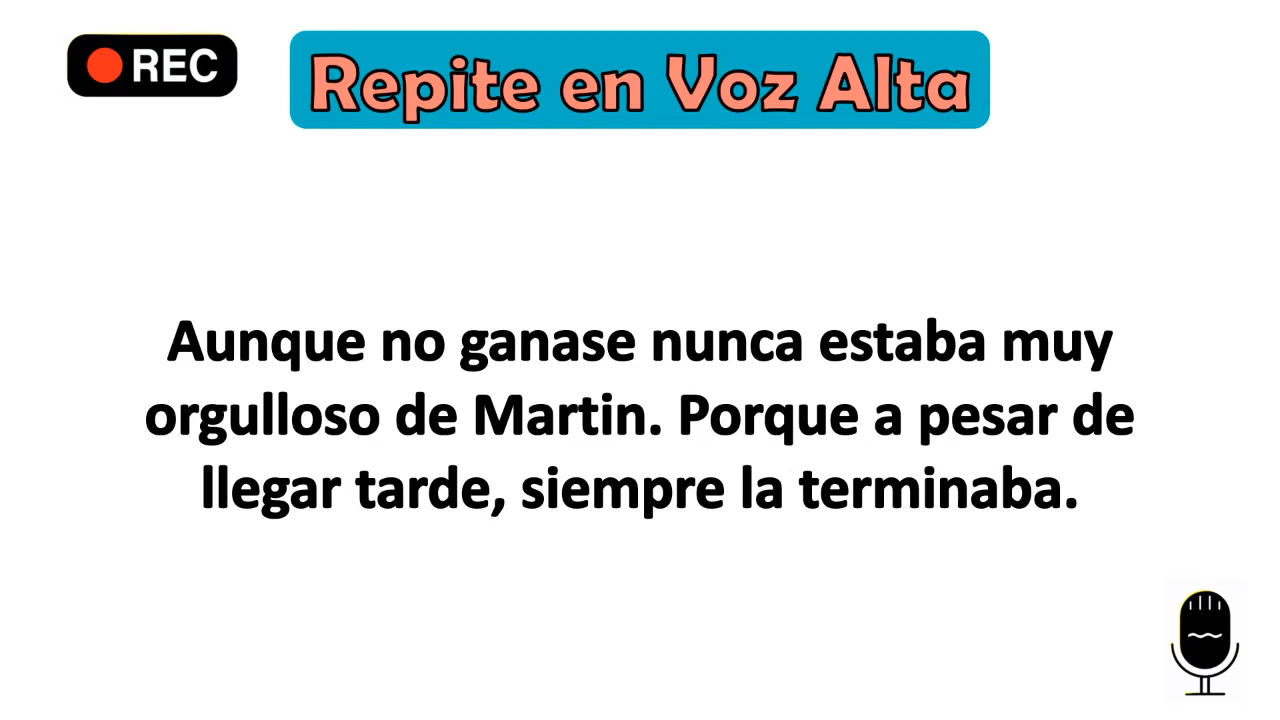 REC
Repite en Voz Alta
Aunque no ganase nunca estaba muy
orgulloso de Martin. Porque a pesar de
llegar tarde, siempre la terminaba.